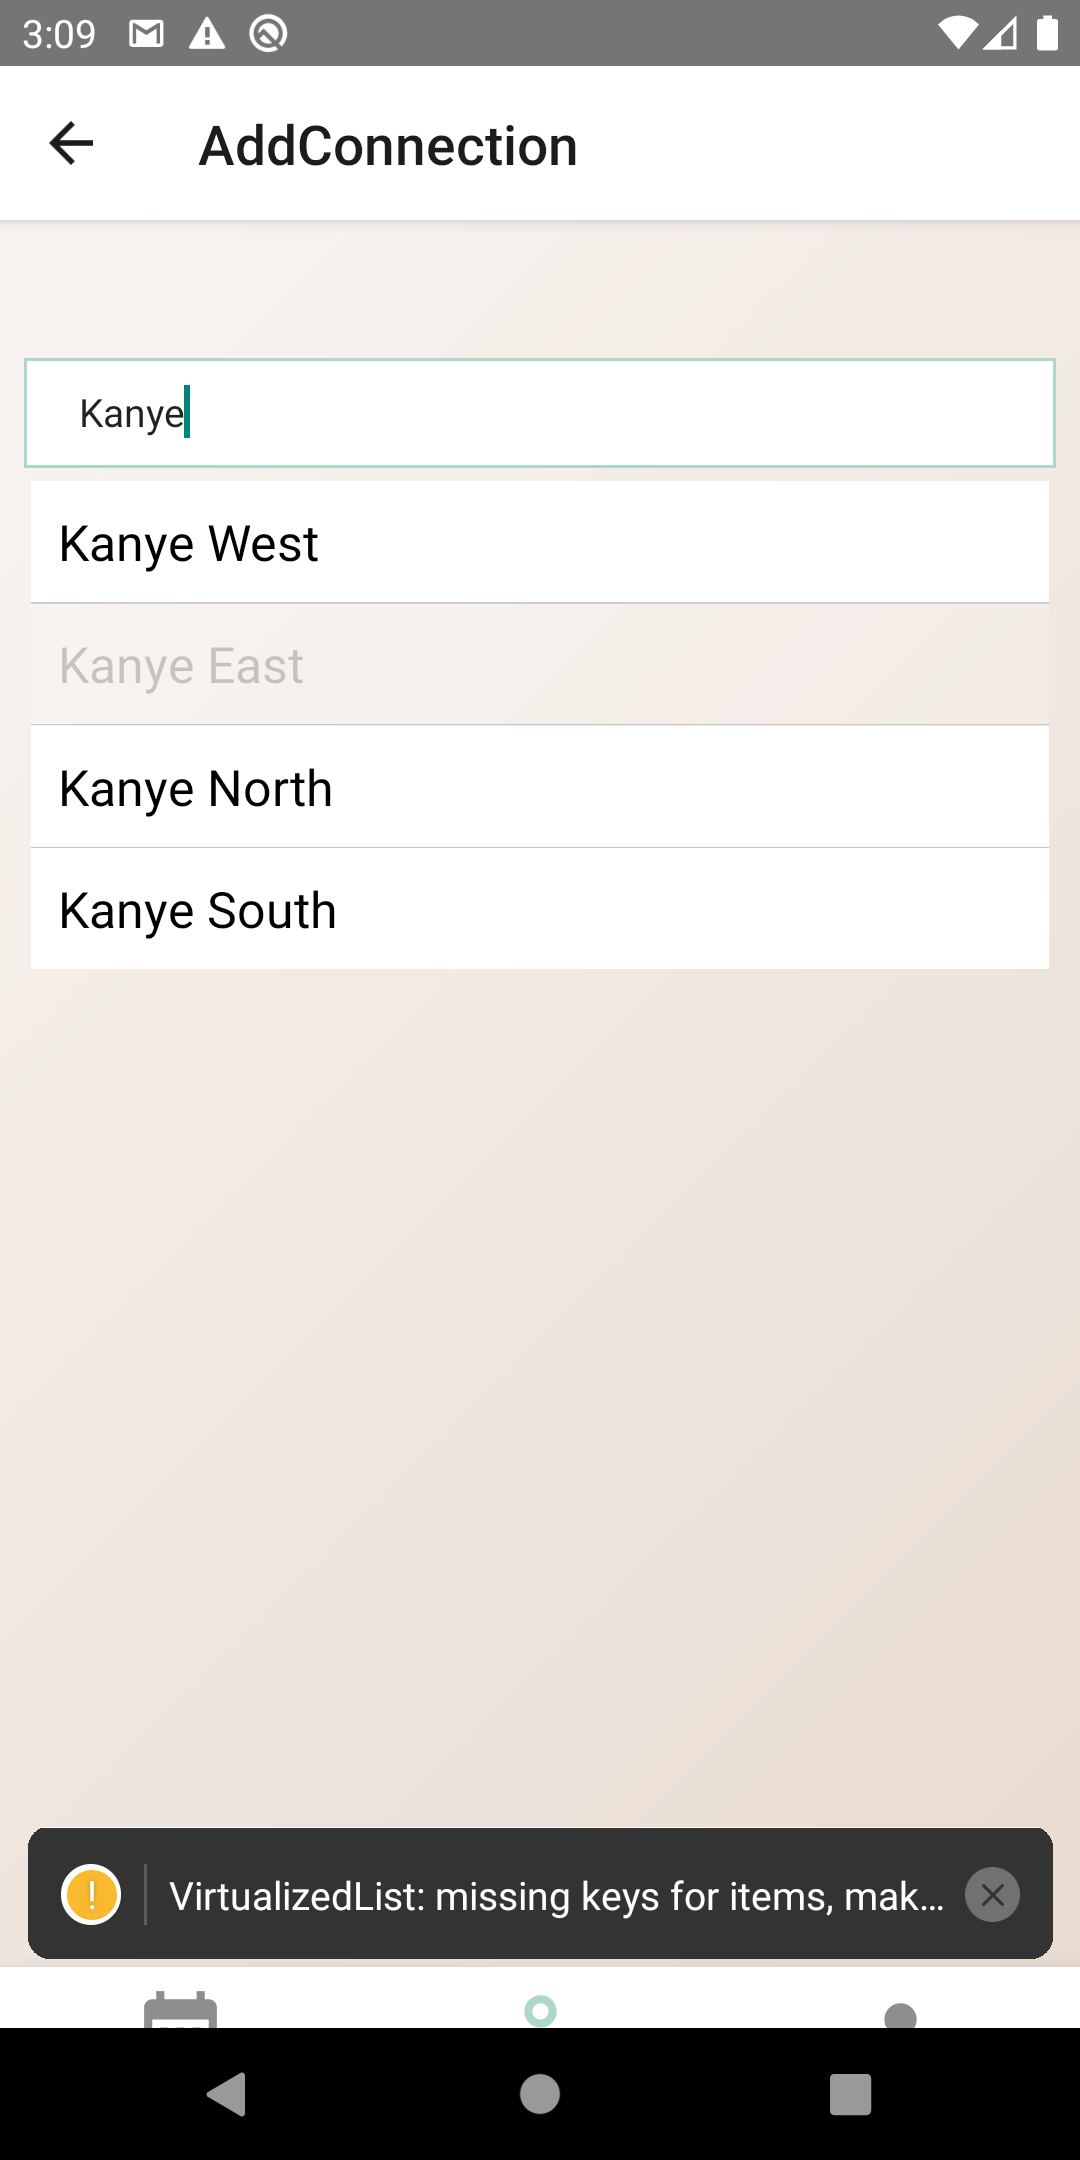 3:09
AddConnection
Kanye
Kanye West
Kanye East
Kanye North
Kanye South
VirtualizedList: missing keys for items, mak...